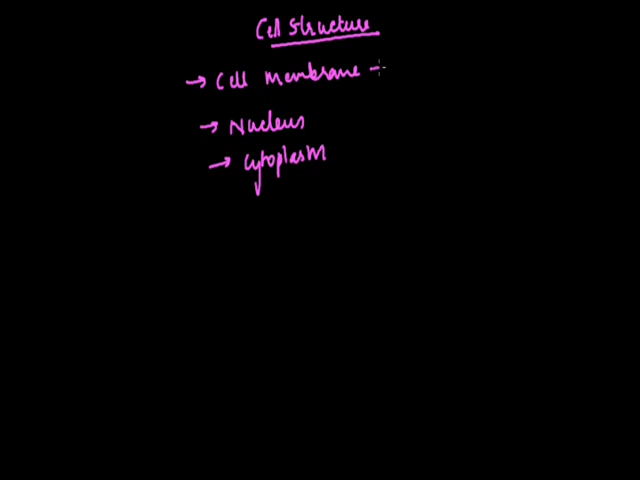 Cell Structure
→ Cell Membrane -
→ Nucleus
→ Cytoplasm